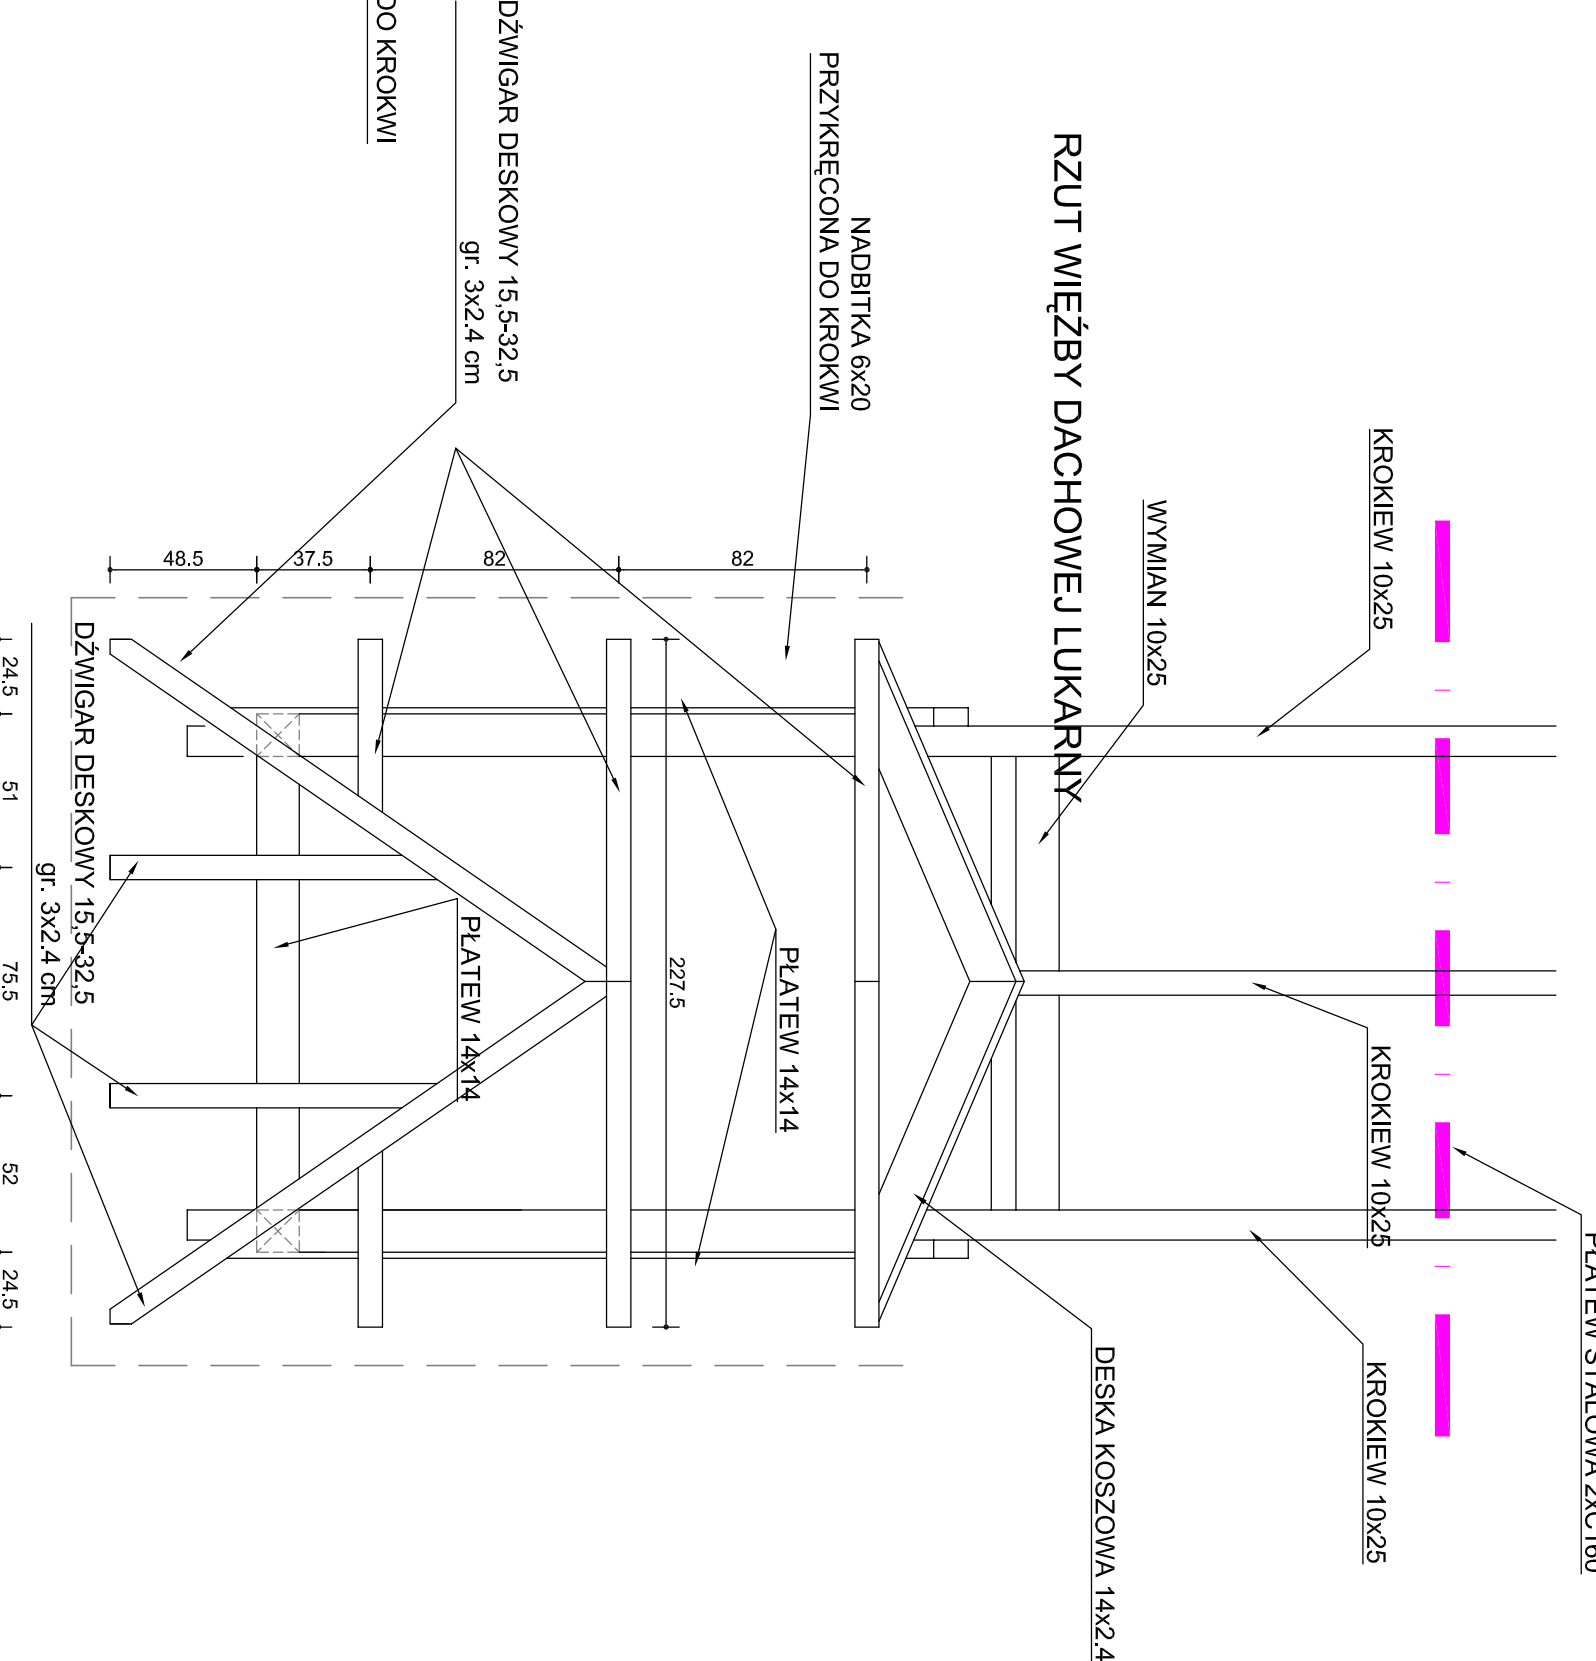 DO KROKWI
DŹWIGAR DESKOWY 15,5-32,5
gr. 3x2.4 cm
NADBITKA 6x20
PRZYKRĘCONA DO KROKWI
RZUT WIĘŹBY DACHOWEJ LUKARNY
WYMIAN 10x25
KROKIEW 10x25
KROKIEW 10x25
KROKIEW 10x25
PŁATEW STALOWA 2xC160
DESKA KOSZOWA 14x2.4
PŁATEW 14x14
PŁATEW 14x14
227.5
48.5
37.5
82
82
DŹWIGAR DESKOWY 15,5-32,5
gr. 3x2.4 cm
24.5
51
75.5
52
24.5